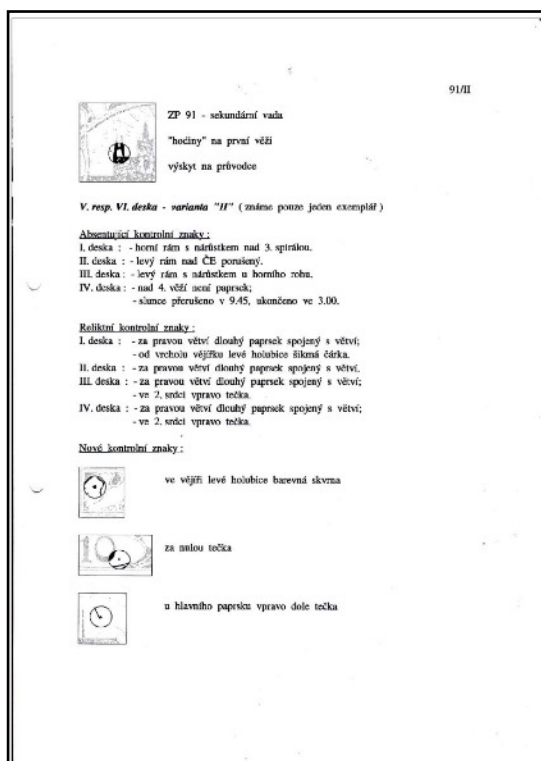 91/II
ZP 91 - sekundární vada
"hodiny" na první věži
výskyt na průvodce
V. resp. VI. deska - varianta "II" ( známe pouze jeden exemplář )
Absentující kontrolní znaky :
I. deska : - horní rám s nárůstkem nad 3. spirálou.
II. deska : - levý rám nad ČE porušený.
III. deska : - levý rám s nárůstkem u horního rohu.
IV. deska : - nad 4. věží není paprsek;
- slunce přerušeno v 9.45, ukončeno ve 3.00.
Reliktní kontrolní znaky :
I. deska : - za pravou větví dlouhý paprsek spojený s větví;
- od vrcholu vějířku levé holubice šikmá čárka.
II. deska : - za pravou větví dlouhý paprsek spojený s větví.
III. deska : - za pravou větví dlouhý paprsek spojený s větví;
- ve 2. srdci vpravo tečka.
IV. deska : - za pravou větví dlouhý paprsek spojený s větví;
- ve 2. srdci vpravo tečka.
Nové kontrolní znaky :
ve vějíři levé holubice barevná skvrna
za nulou tečka
u hlavního paprsku vpravo dole tečka